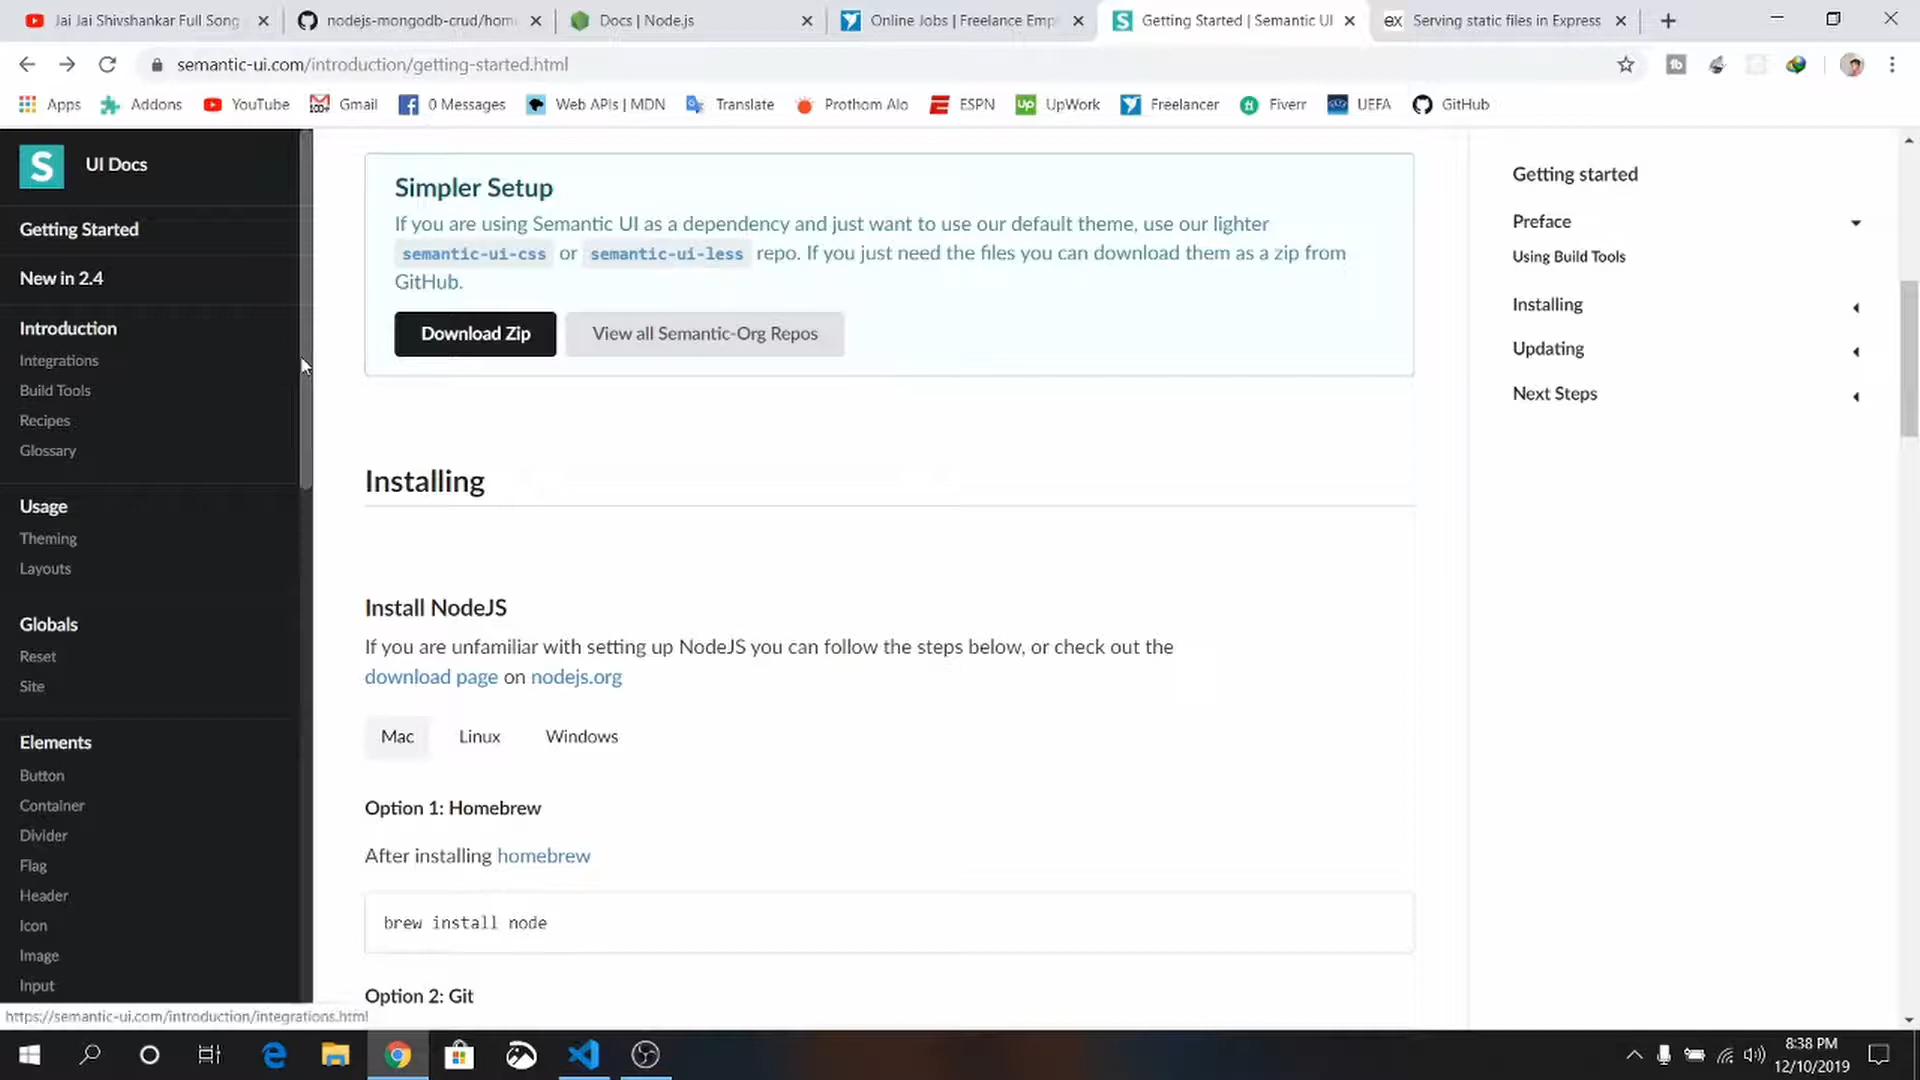 Jai Jai Shivshankar Full Song
nodejs-mongodb-crud/hom
Docs | Node.js
Online Jobs | Freelance Emp
Getting Started | Semantic UI
ex Serving static files in Express
semantic-ui.com/introduction/getting-started.html
Apps
Addons
YouTube
100+ Gmail
0 Messages
Web APIs | MDN
Translate
Prothom Alo
ESPN
Up UpWork
Freelancer
fi Fiverr
UEFA
GitHub
S UI Docs
Getting Started
New in 2.4
Introduction
Integrations
Build Tools
Recipes
Glossary
Usage
Theming
Layouts
Globals
Reset
Site
Elements
Button
Container
Divider
Flag
Header
Icon
Image
Input
https://semantic-ui.com/introduction/integrations.html
Simpler Setup
If you are using Semantic UI as a dependency and just want to use our default theme, use our lighter
semantic-ui-css or semantic-ui-less repo. If you just need the files you can download them as a zip from
GitHub.
Download Zip
View all Semantic-Org Repos
Installing
Install NodeJS
If you are unfamiliar with setting up NodeJS you can follow the steps below, or check out the
download page on nodejs.org
Mac
Linux
Windows
Option 1: Homebrew
After installing homebrew
brew install node
Option 2: Git
Getting started
Preface
Using Build Tools
Installing
Updating
Next Steps
8:38 PM
12/10/2019